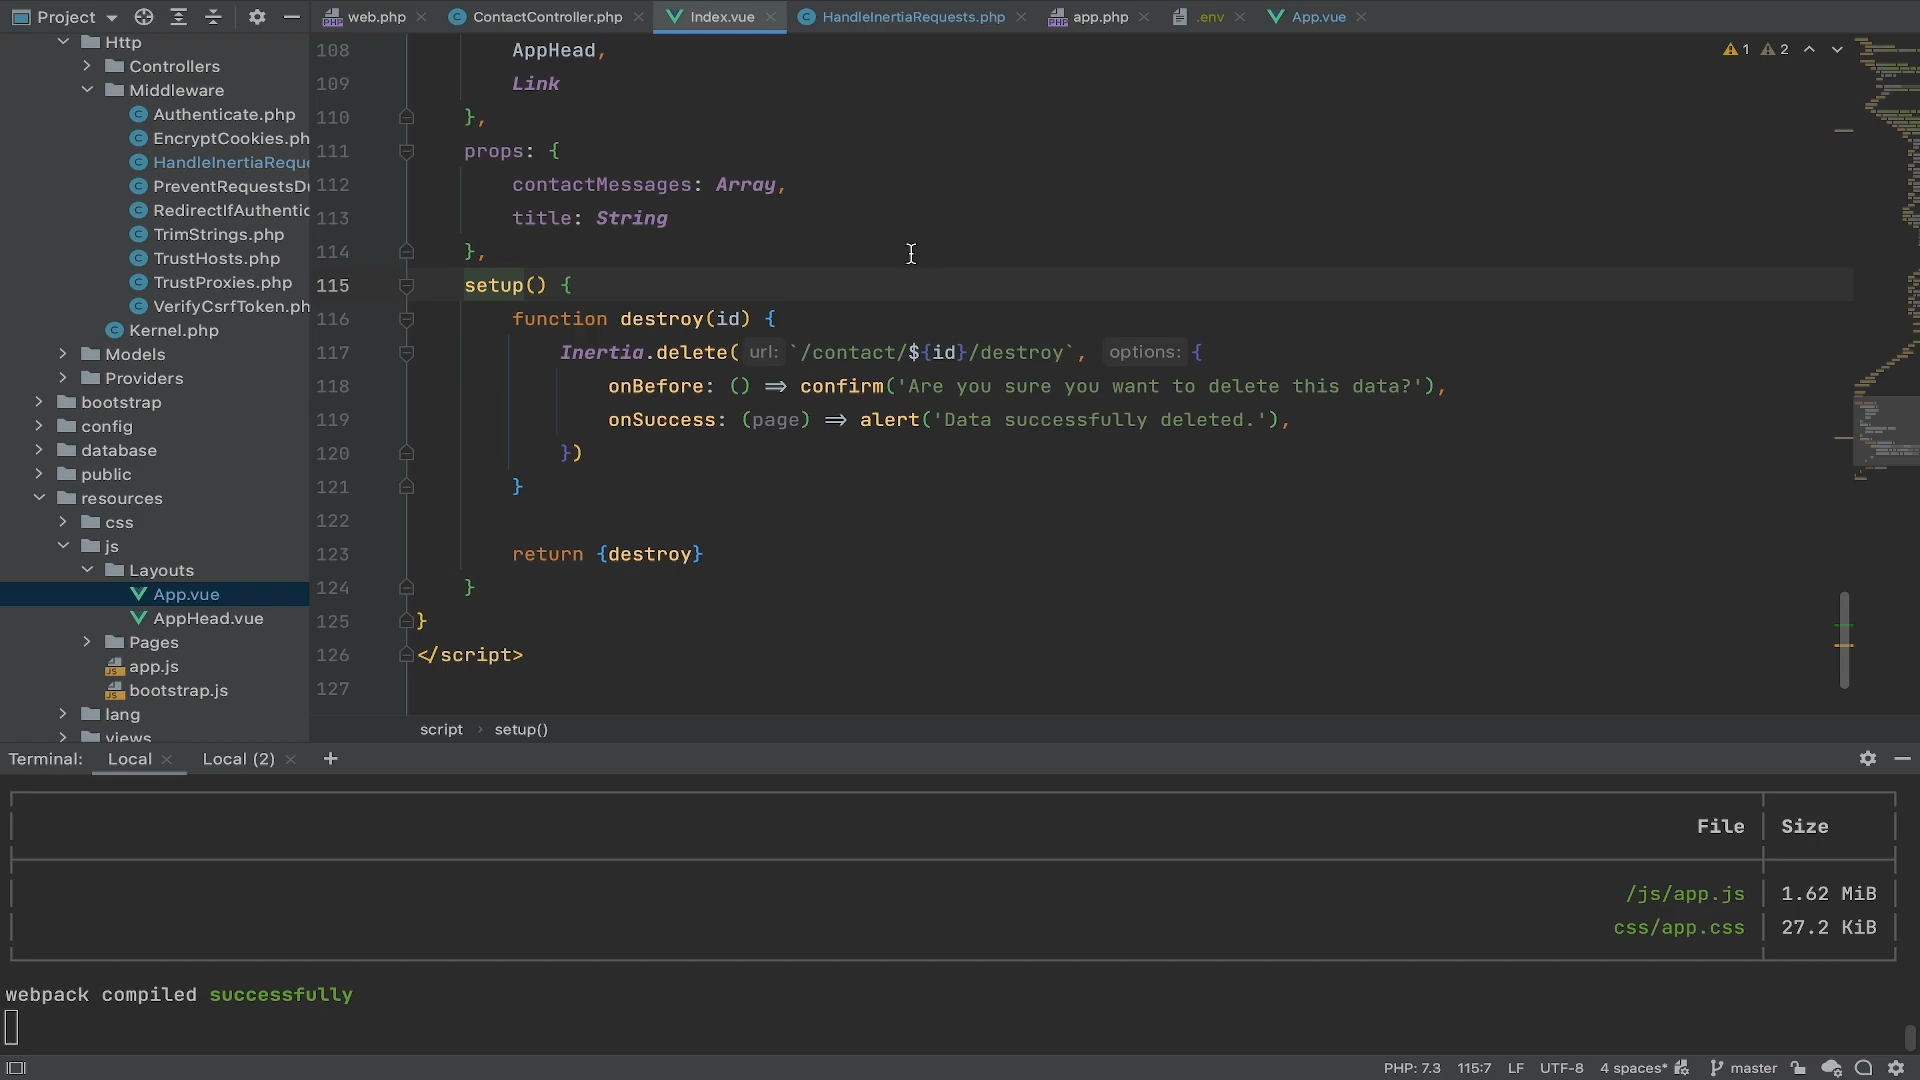 Project
web.php
ContactController.php
Index.vue
HandleInertiaRequests.php
app.php
.env
App.vue
Http
Controllers
Middleware
Authenticate.php
EncryptCookies.ph
HandleInertiaReque
PreventRequestsDu
RedirectIfAuthentic
TrimStrings.php
TrustHosts.php
TrustProxies.php
VerifyCsrfToken.ph
Kernel.php
Models
Providers
bootstrap
config
database
public
resources
css
js
Layouts
App.vue
AppHead.vue
Pages
app.js
bootstrap.js
lang
views
1 2
108 AppHead,
109 Link
110 },
111 props: {
112 contactMessages: Array,
113 title: String
114 },
115 setup() {
116 function destroy(id) {
117 Inertia.delete( url: `/contact/${id}/destroy`, options: {
118 onBefore: () => confirm('Are you sure you want to delete this data?'),
119 onSuccess: (page) => alert('Data successfully deleted.'),
120 })
121 }
122
123 return {destroy}
124 }
125 }
126 </script>
127
script › setup()
Terminal: Local Local (2) +
File Size
/js/app.js 1.62 MiB
css/app.css 27.2 KiB
webpack compiled successfully
PHP: 7.3 115:7 LF UTF-8 4 spaces* master